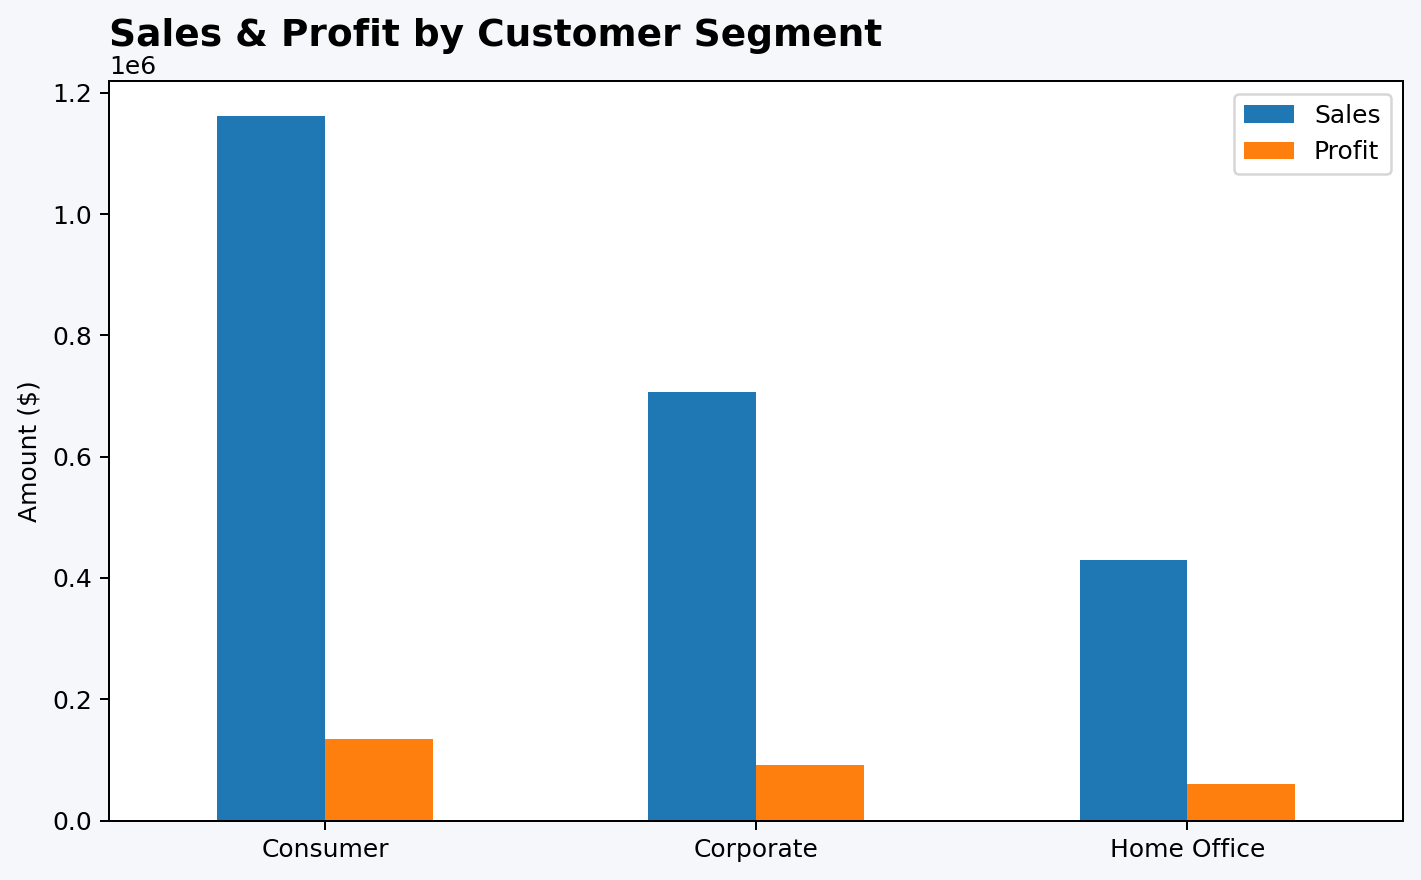 Sales & Profit by Customer Segment
1e6
1.2
1.0
0.8
0.6
0.4
0.2
0.0
Amount ($)
Sales
Profit
Consumer
Corporate
Home Office